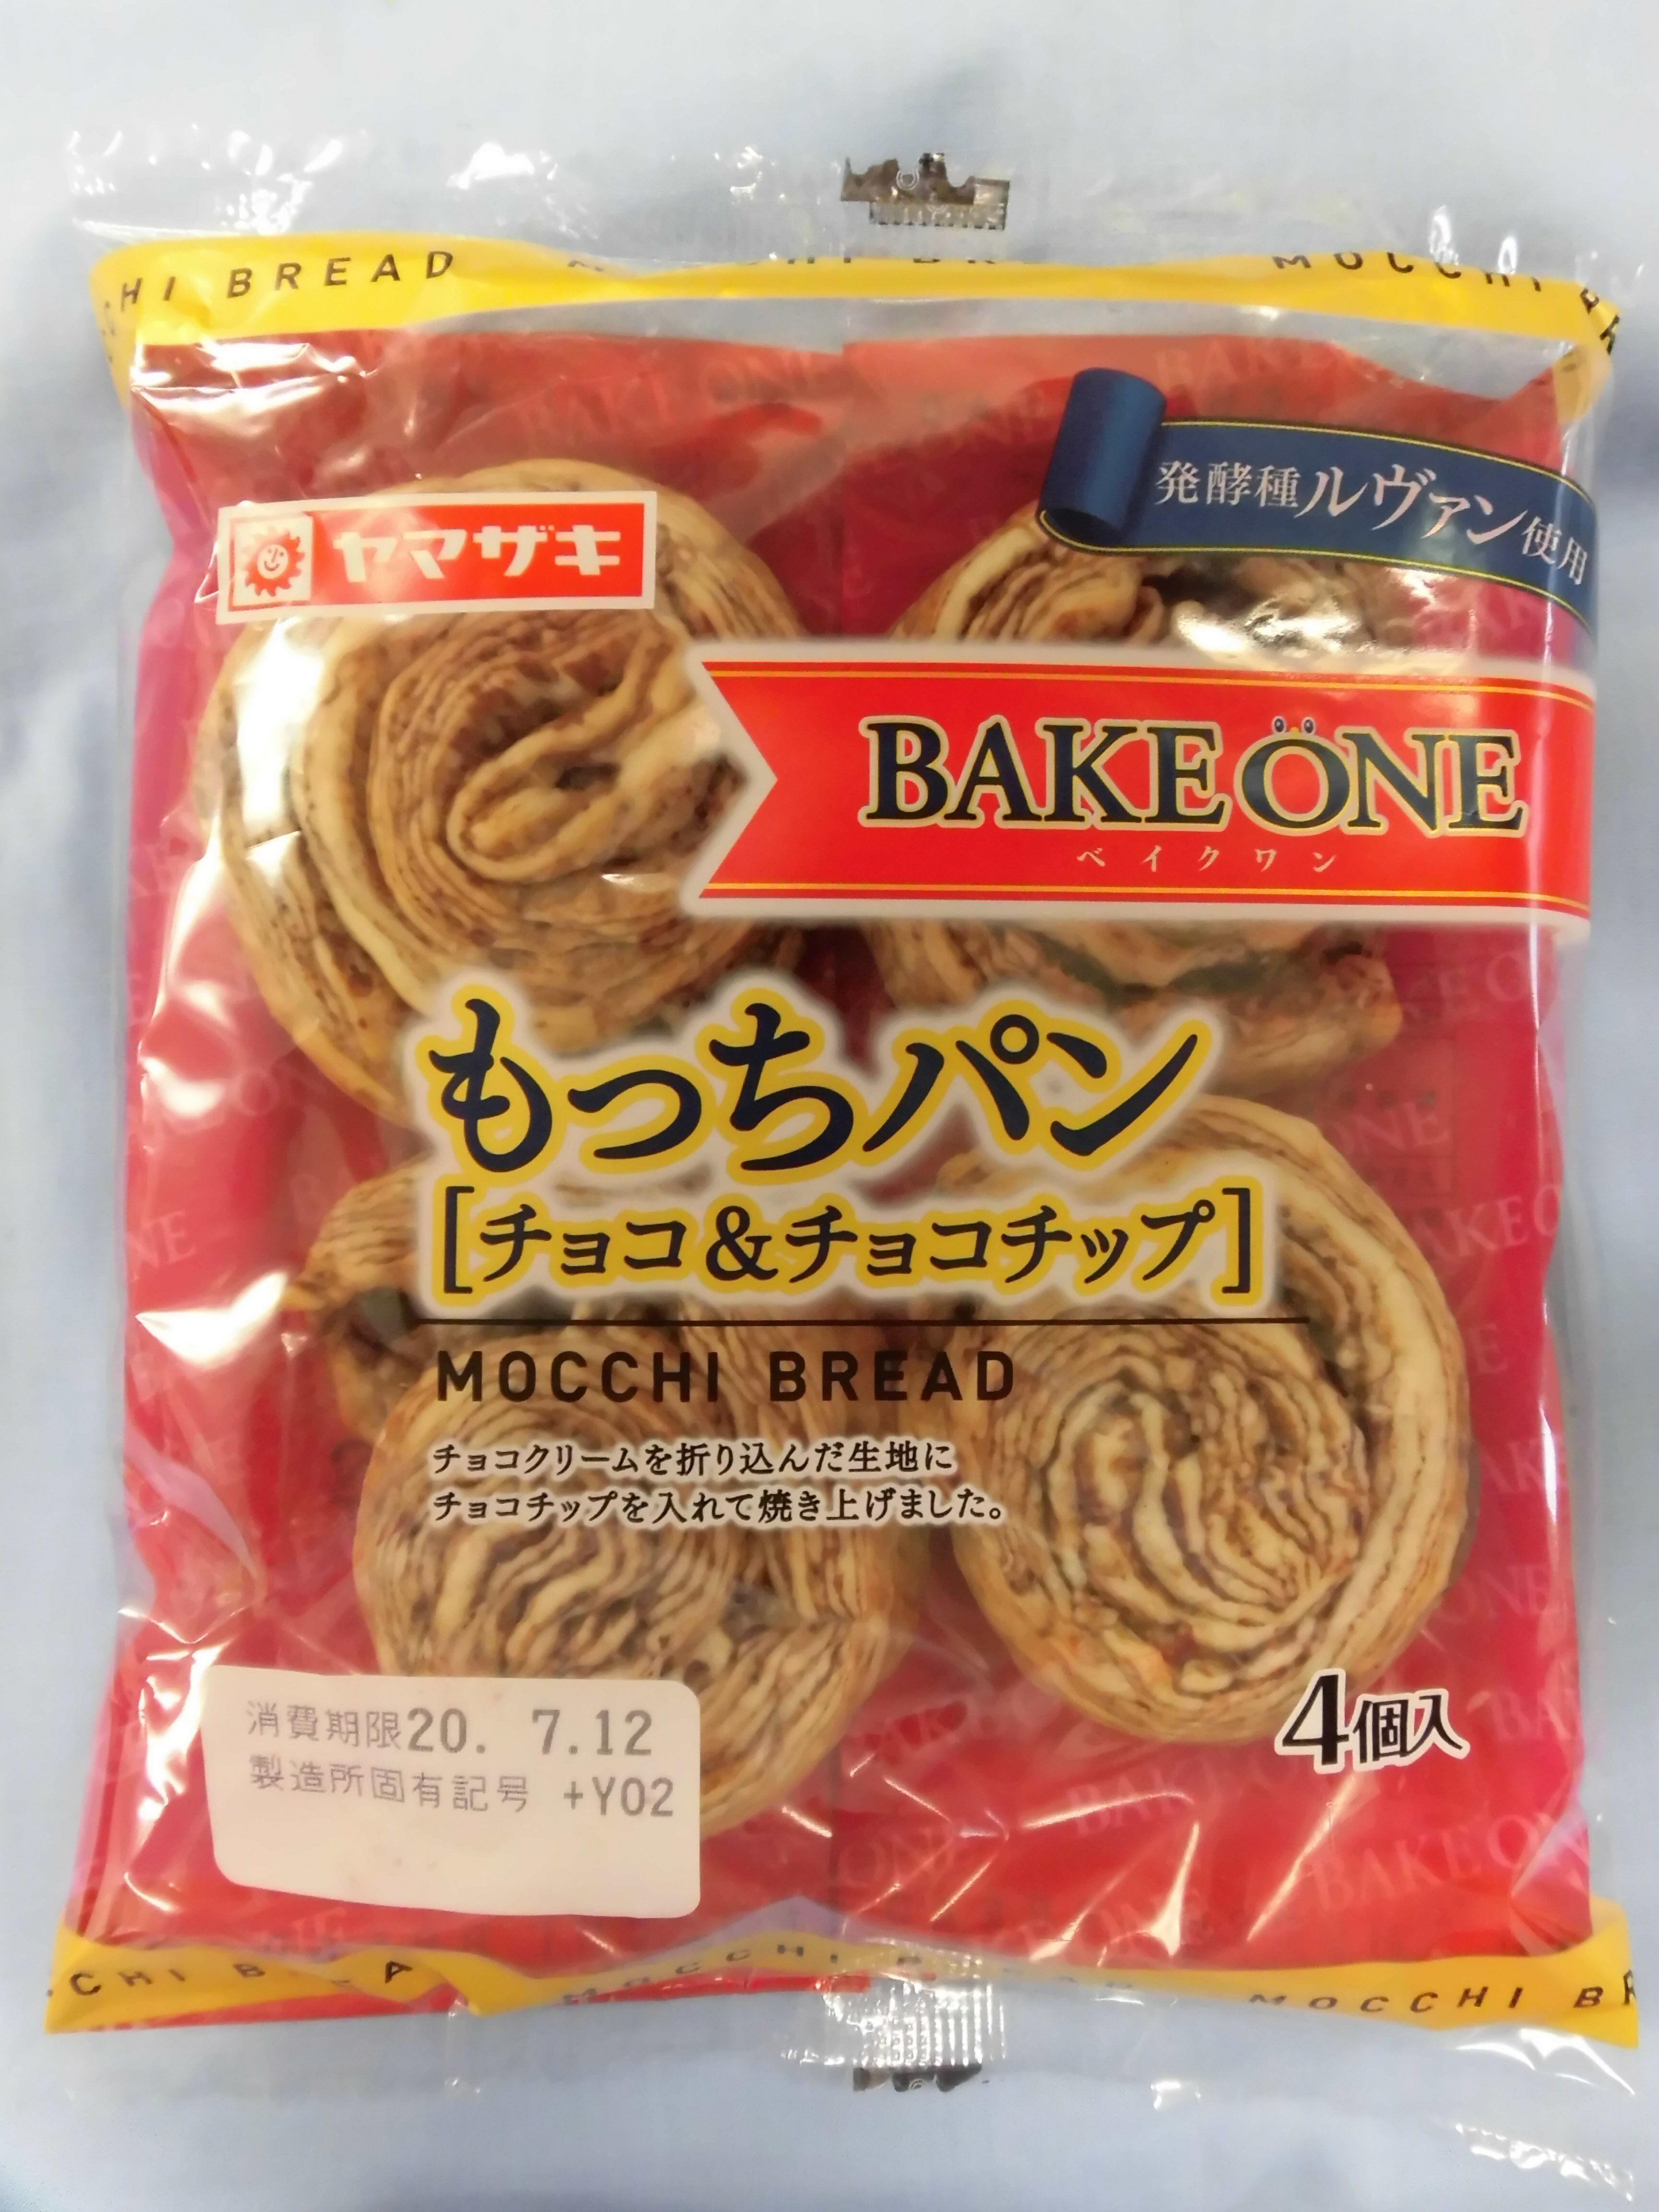 CHI BREAD
MOCCHI
発酵種ルヴァン使用
ヤマザキ
BAKE ONE
ベイクワン
もっちパン
[チョコ&チョコチップ]
MOCCHI BREAD
チョコクリームを折り込んだ生地に
チョコチップを入れて焼き上げました。
4個入
消費期限20. 7.12
製造所固有記号 +Y02
MOCCHI BR